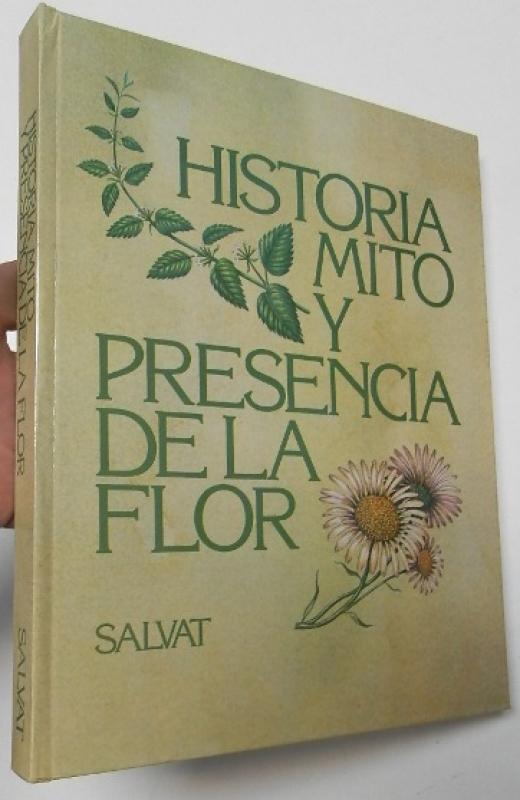 HISTORIA
MITO
Y
PRESENCIA
DE LA
FLOR
SALVAT
HISTORIA MITO
Y PRESENCIA DE LA FLOR
SALVAT